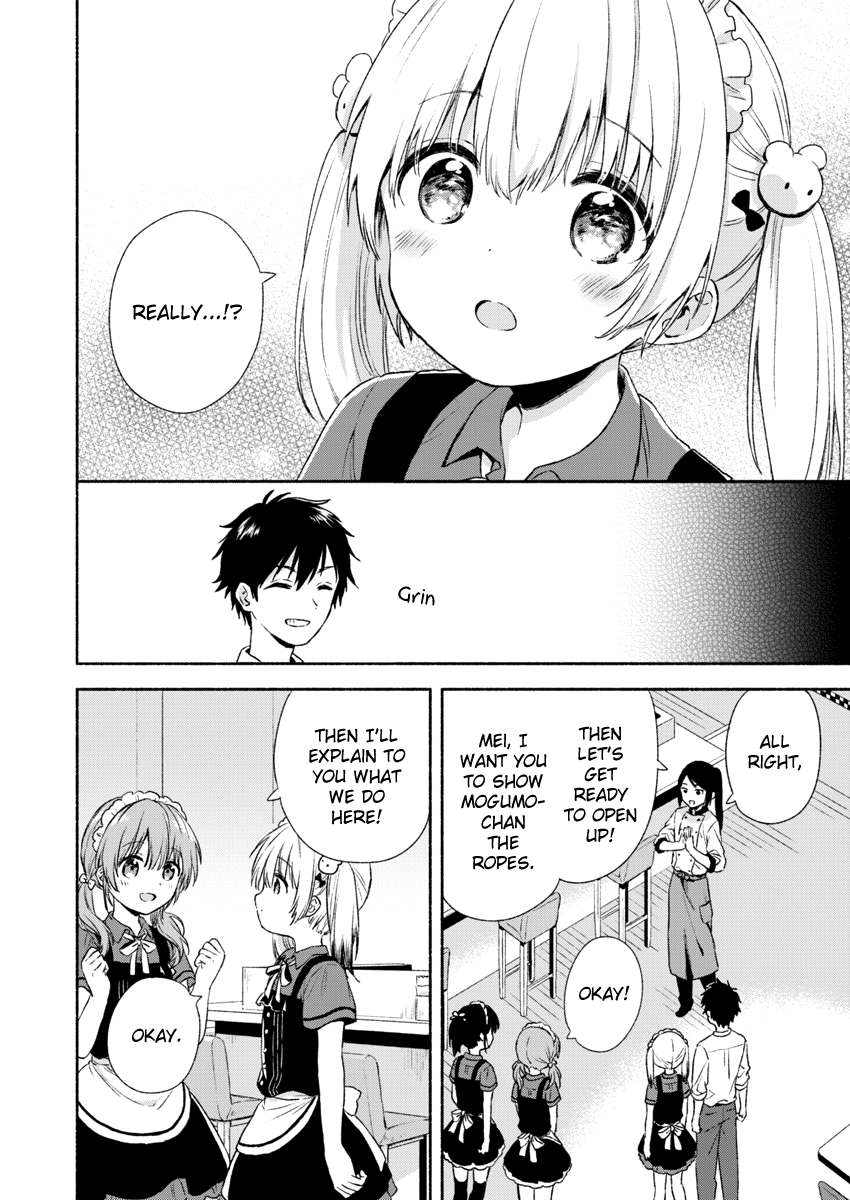 REALLY...!?
Grin
ALL
RIGHT,
THEN
LET'S
GET
READY
TO OPEN
UP!
MEI, I
WANT YOU
TO SHOW
MOGUMO-
CHAN
THE
ROPES.
OKAY!
THEN I'LL
EXPLAIN TO
YOU WHAT
WE DO
HERE!
OKAY.